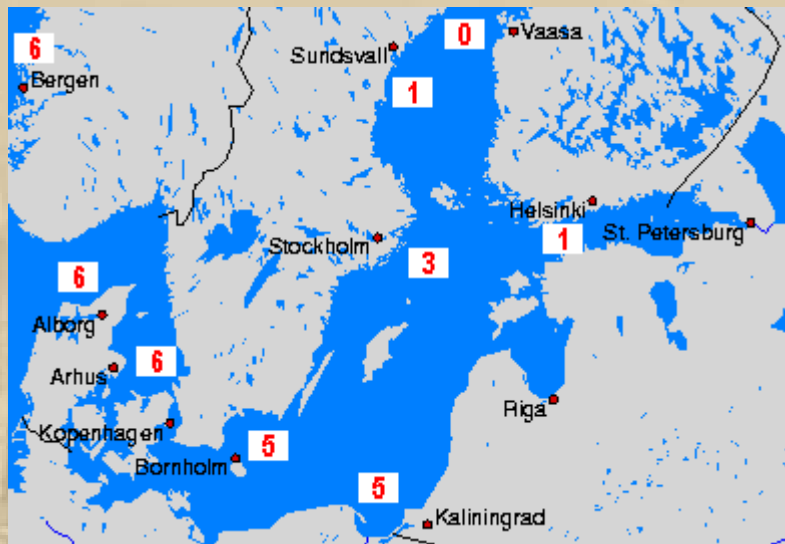 0
Vaasa
Sundsvall
6
Bergen
1
Helsinki
St. Petersburg
Stockholm
1
3
6
Alborg
6
Arhus
Riga
Kopenhagen
5
Bornholm
5
Kaliningrad